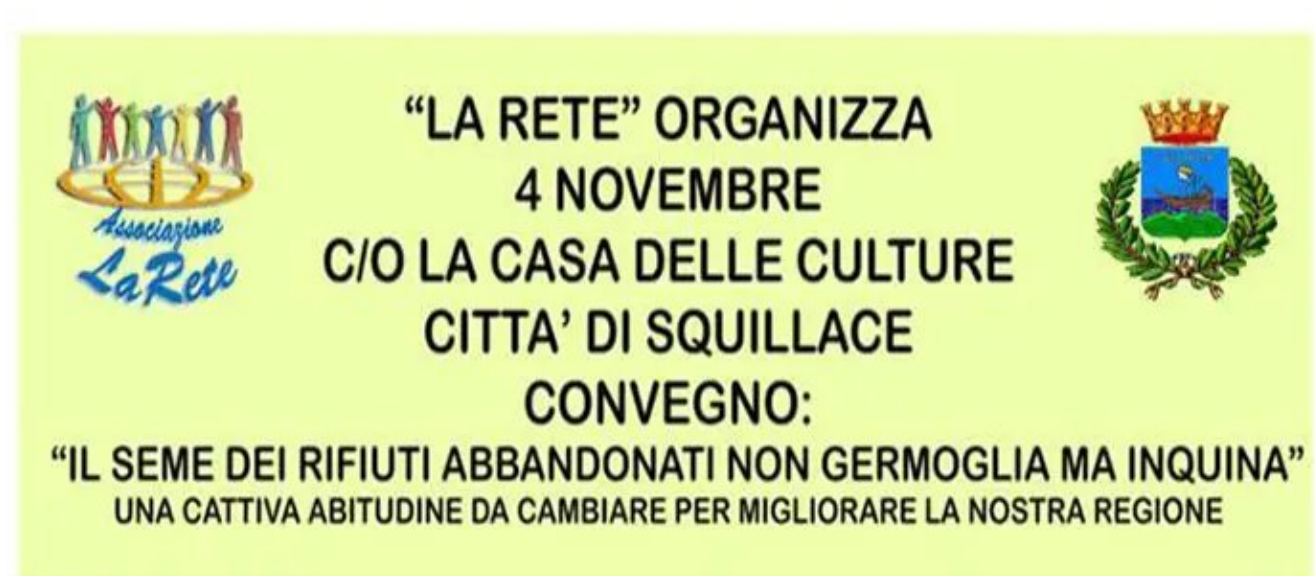 “LA RETE” ORGANIZZA
4 NOVEMBRE
C/O LA CASA DELLE CULTURE
CITTA’ DI SQUILLACE
CONVEGNO:
“IL SEME DEI RIFIUTI ABBANDONATI NON GERMOGLIA MA INQUINA”
UNA CATTIVA ABITUDINE DA CAMBIARE PER MIGLIORARE LA NOSTRA REGIONE
Associazione
LaRete